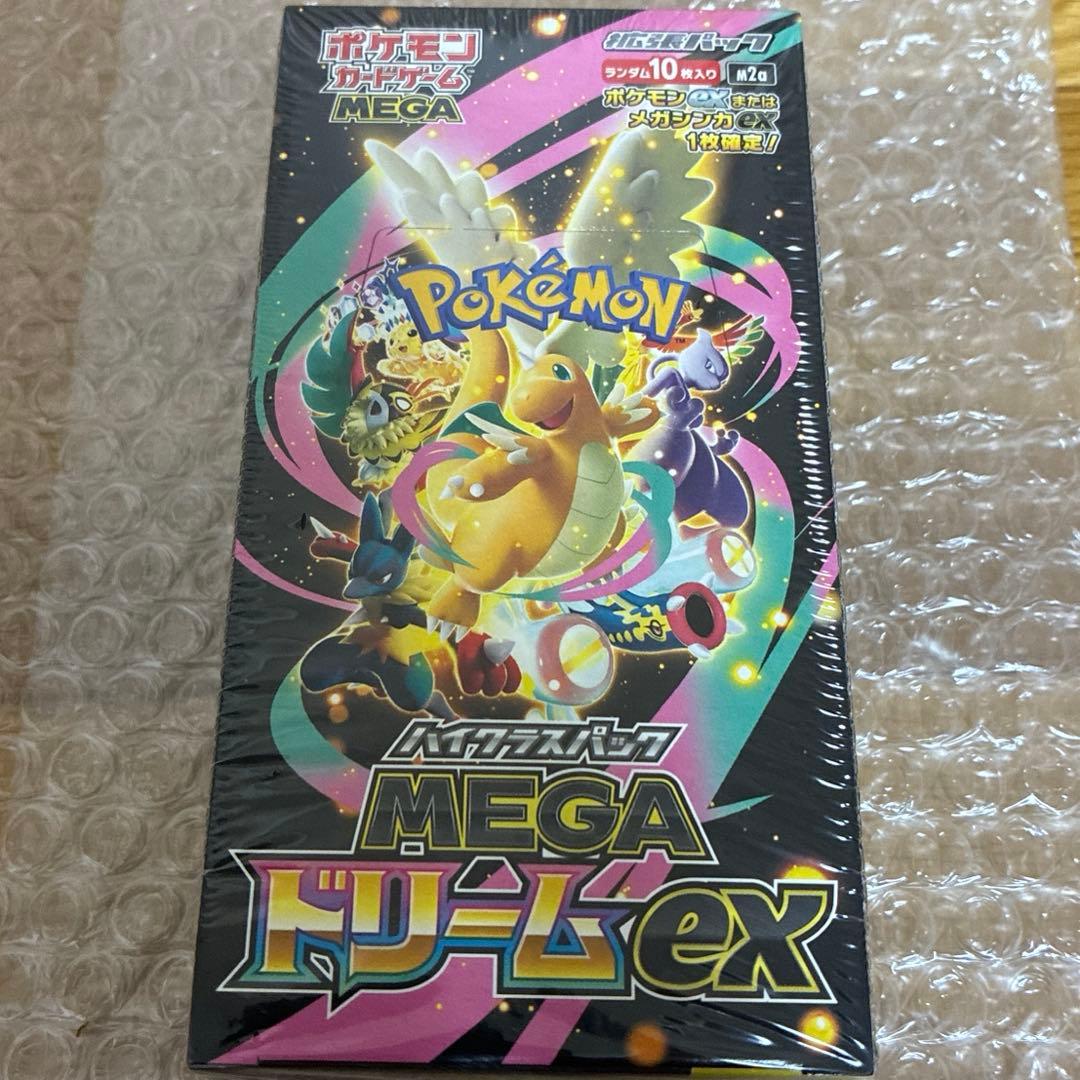 ポケモン
カードゲーム
MEGA
拡張パック
ランダム10枚入り M2a
ポケモンexまたは
メガシンカex
1枚確定!
POKéMON
TM
ハイクラスパック
MEGA
ドリームex